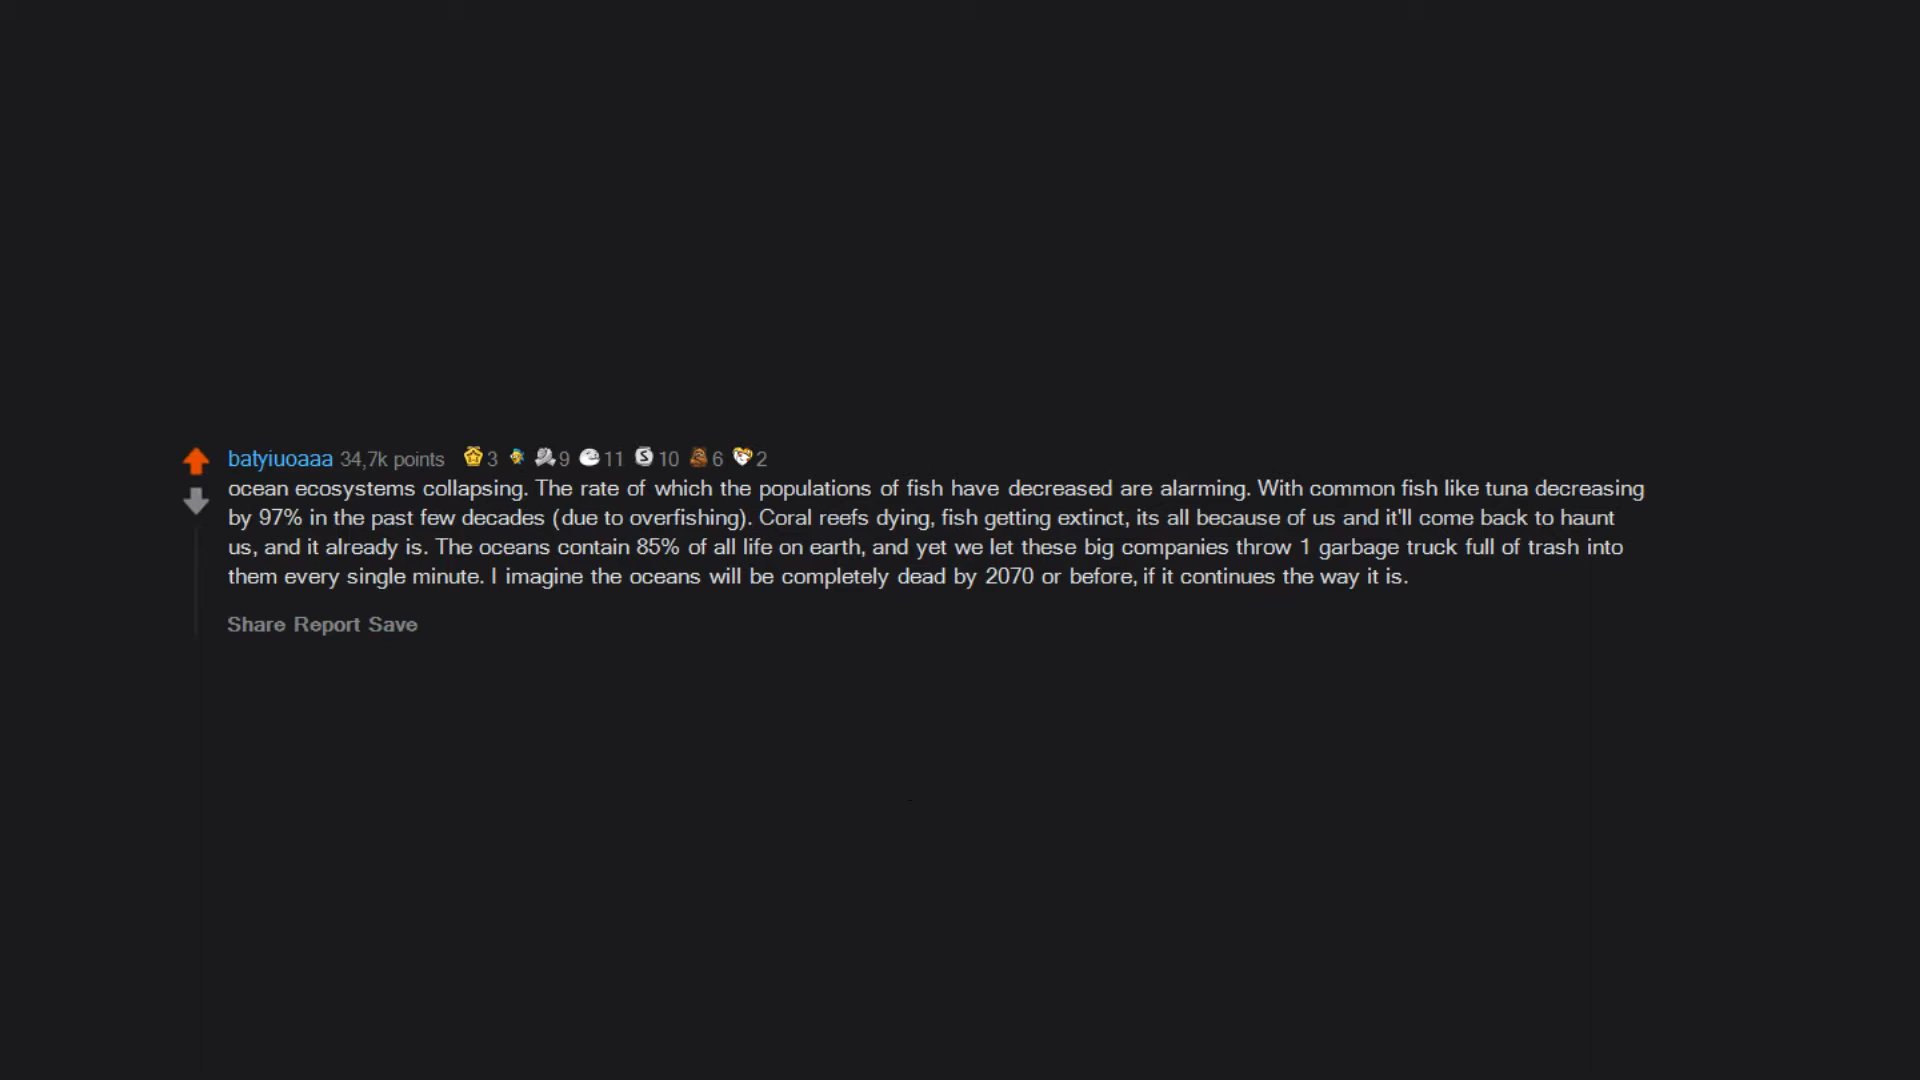 batyiuoaaa 34,7k points 3 9 11 S 10 6 2
ocean ecosystems collapsing. The rate of which the populations of fish have decreased are alarming. With common fish like tuna decreasing
by 97% in the past few decades (due to overfishing). Coral reefs dying, fish getting extinct, its all because of us and it'll come back to haunt
us, and it already is. The oceans contain 85% of all life on earth, and yet we let these big companies throw 1 garbage truck full of trash into
them every single minute. I imagine the oceans will be completely dead by 2070 or before, if it continues the way it is.
Share Report Save